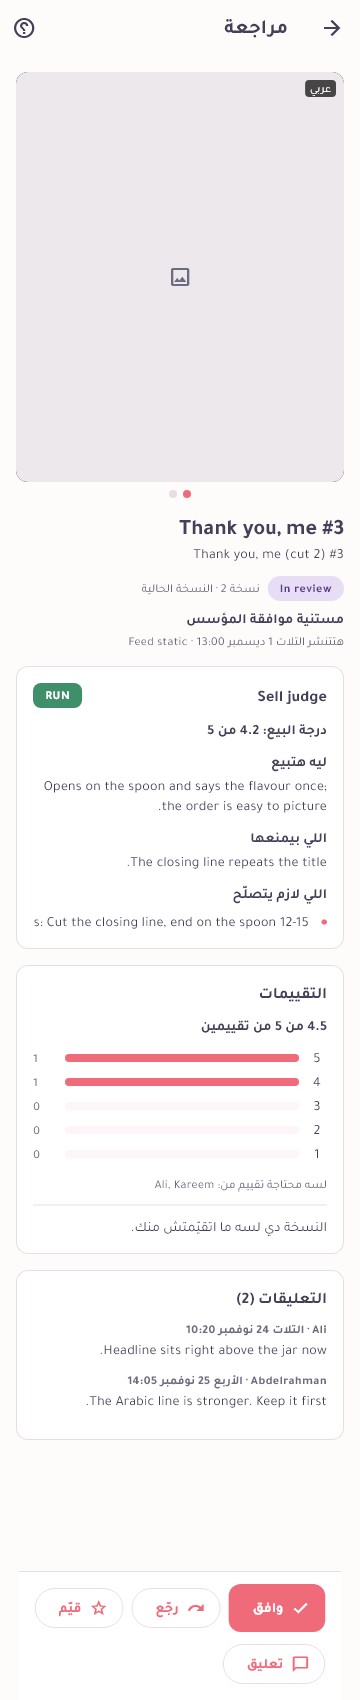 مراجعة
عربي
Thank you, me #3
Thank you, me (cut 2) #3
In review نسخة 2 · النسخة الحالية
مستنية موافقة المؤسس
هتتنشر التلات 1 ديسمبر 13:00 · Feed static
Sell judge RUN
درجة البيع: 4.2 من 5
ليه هتبيع
Opens on the spoon and says the flavour once;
the order is easy to picture.
اللي بيمنعها
The closing line repeats the title.
اللي لازم يتصلّح
12-15 s: Cut the closing line, end on the spoon
التقييمات
4.5 من 5 من تقييمين
5 1
4 1
3 0
2 0
1 0
لسه محتاجة تقييم من: Ali, Kareem
النسخة دي لسه ما اتقيّمتش منك.
التعليقات (2)
Ali · التلات 24 نوفمبر 10:20
Headline sits right above the jar now.
Abdelrahman · الأربع 25 نوفمبر 14:05
The Arabic line is stronger. Keep it first.
وافق رجّع قيّم
تعليق